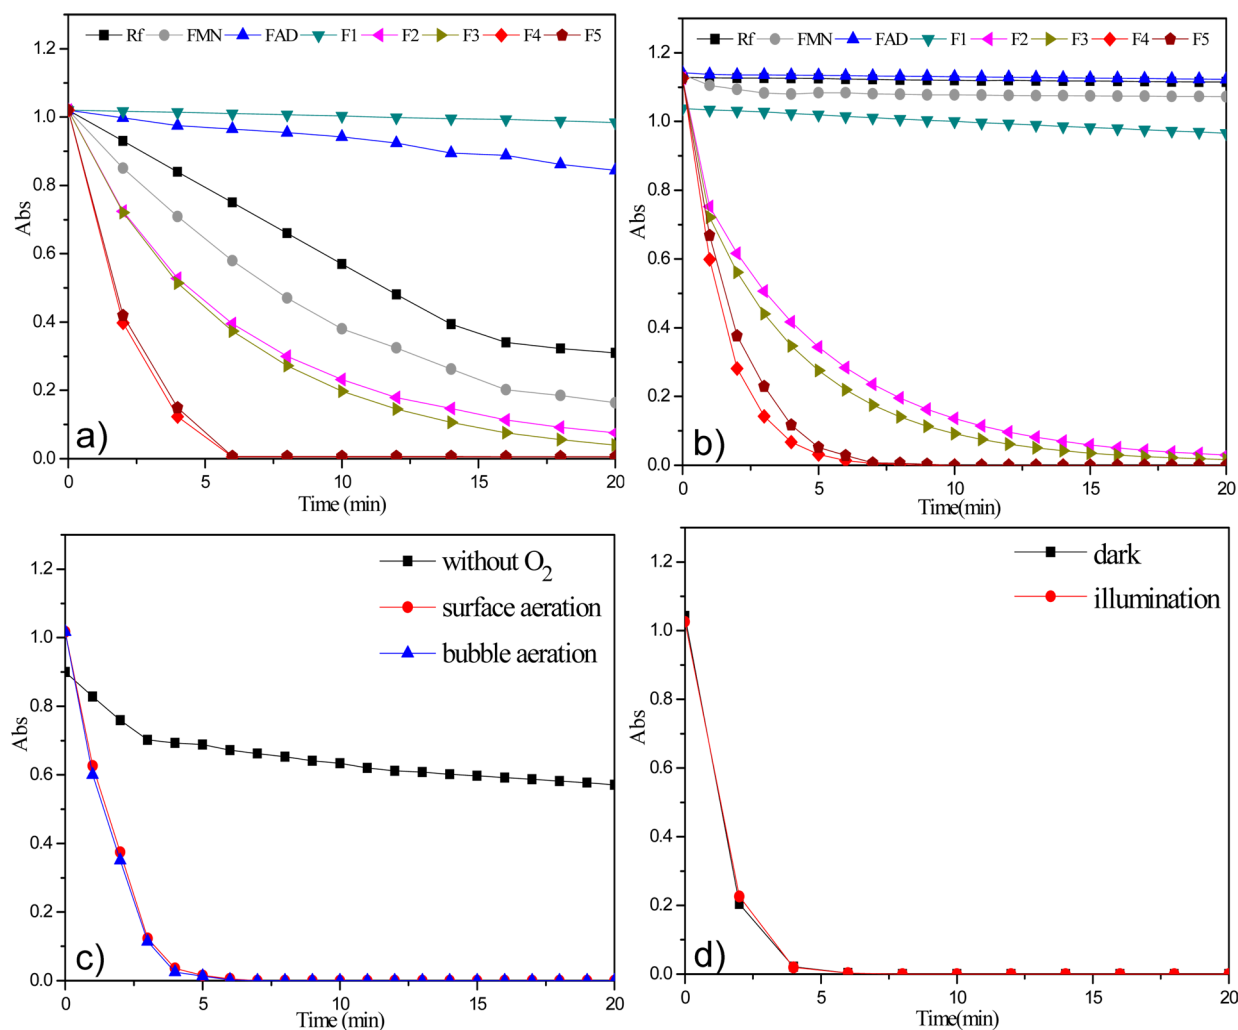 Rf FMN FAD F1 F2 F3 F4 F5
1.2
1.0
0.8
0.6
0.4
0.2
0.0
Abs
a)
0 5 10 15 20
Time (min)
Rf FMN FAD F1 F2 F3 F4 F5
1.2
1.0
0.8
0.6
0.4
0.2
0.0
Abs
b)
0 5 10 15 20
Time(min)
without O2
surface aeration
bubble aeration
1.2
1.0
0.8
0.6
0.4
0.2
0.0
Abs
c)
0 5 10 15 20
Time (min)
dark
illumination
1.2
1.0
0.8
0.6
0.4
0.2
0.0
Abs
d)
0 5 10 15 20
Time(min)